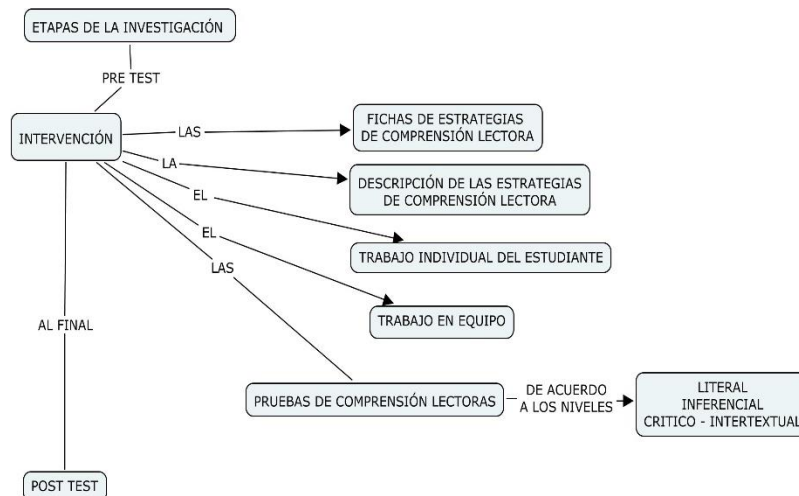 ETAPAS DE LA INVESTIGACIÓN
PRE TEST
INTERVENCIÓN
LAS
FICHAS DE ESTRATEGIAS
DE COMPRENSIÓN LECTORA
LA
DESCRIPCIÓN DE LAS ESTRATEGIAS
DE COMPRENSIÓN LECTORA
EL
TRABAJO INDIVIDUAL DEL ESTUDIANTE
EL
TRABAJO EN EQUIPO
LAS
PRUEBAS DE COMPRENSIÓN LECTORAS
DE ACUERDO
A LOS NIVELES
LITERAL
INFERENCIAL
CRITICO - INTERTEXTUAL
AL FINAL
POST TEST